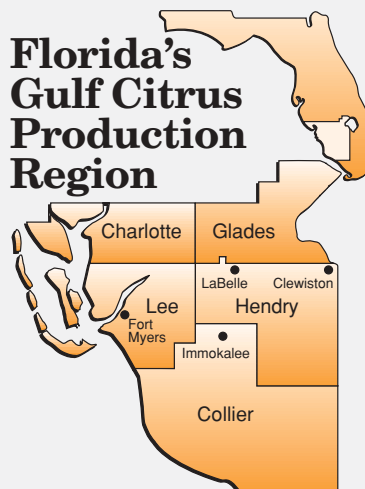 Florida's
Gulf Citrus
Production
Region
Charlotte
Glades
LaBelle
Clewiston
Lee
Hendry
Fort
Myers
Immokalee
Collier